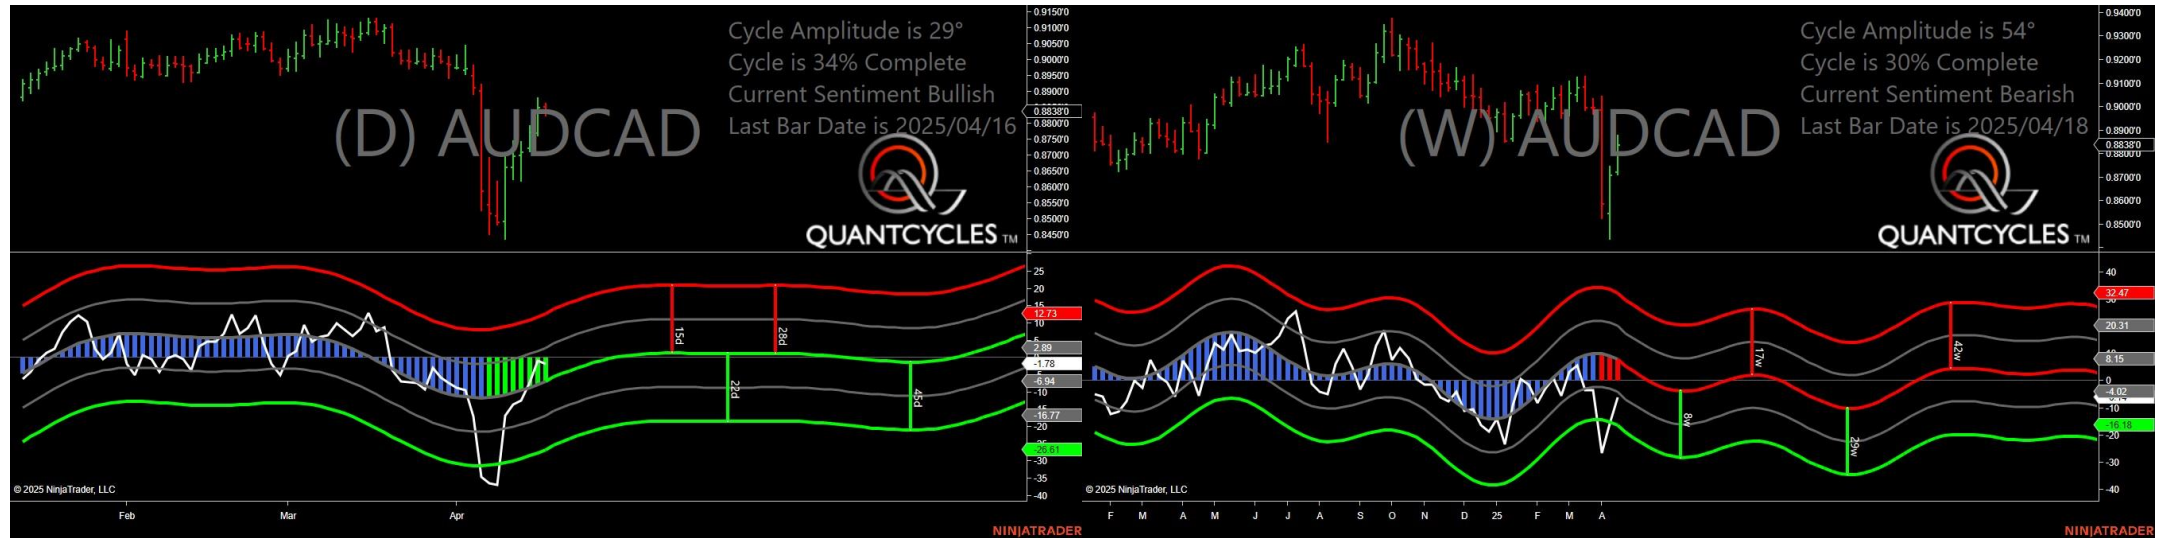 Cycle Amplitude is 29°
Cycle is 34% Complete
Current Sentiment Bullish
Last Bar Date is 2025/04/16
(D) AUDCAD
QUANTCYCLES TM
0.9150'0
0.9100'0
0.9050'0
0.9000'0
0.8950'0
0.8900'0
0.8838'0
0.8800'0
0.8750'0
0.8700'0
0.8650'0
0.8600'0
0.8550'0
0.8500'0
0.8450'0
15d
22d
28d
45d
25
20
15
12.73
10
2.89
-1.78
-6.94
-10
-16.77
-20
-26.61
-30
-35
-40
© 2025 NinjaTrader, LLC
Feb
Mar
Apr
NINJATRADER
Cycle Amplitude is 54°
Cycle is 30% Complete
Current Sentiment Bearish
Last Bar Date is 2025/04/18
(W) AUDCAD
QUANTCYCLES TM
0.9400'0
0.9300'0
0.9200'0
0.9100'0
0.9000'0
0.8900'0
0.8838'0
0.8800'0
0.8700'0
0.8600'0
0.8500'0
8w
17w
29w
42w
40
32.47
30
20.31
10
8.15
0
-4.02
-10
-16.18
-20
-30
-40
© 2025 NinjaTrader, LLC
F
M
A
M
J
J
A
S
O
N
D
25
F
M
A
NINJATRADER